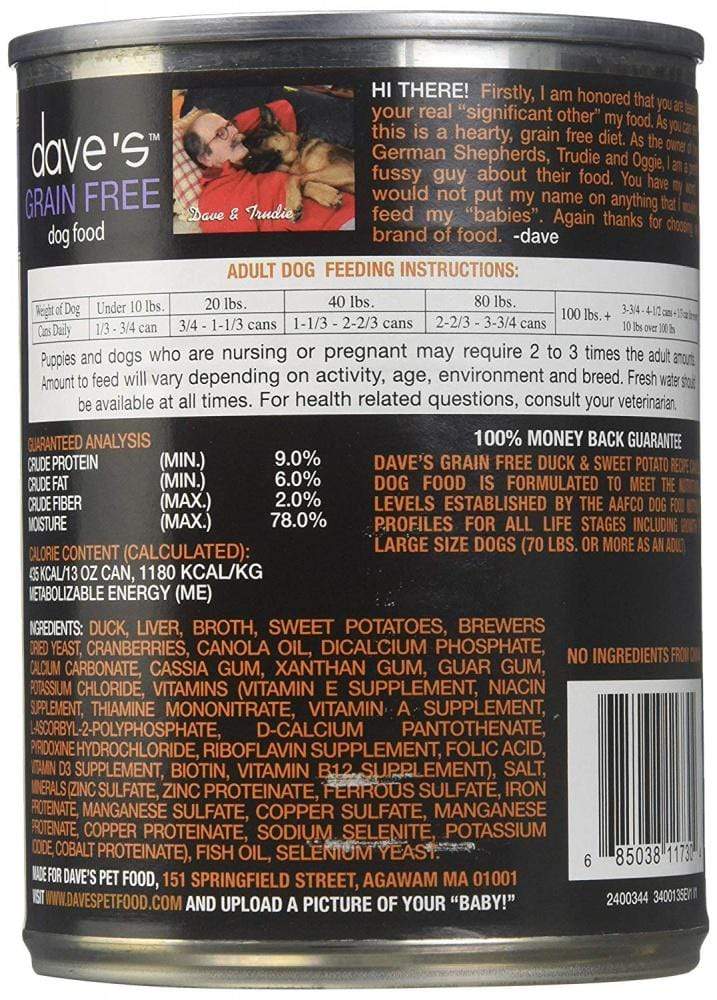 dave's™
GRAIN FREE
dog food
Dave & Trudie
HI THERE! Firstly, I am honored that you are
your real "significant other" my food. As you can
this is a hearty, grain free diet. As the owner of
German Shepherds, Trudie and Oggie, I am a
fussy guy about their food. You have my word
would not put my name on anything that I
feed my "babies". Again thanks for choosing
brand of food. -dave
ADULT DOG FEEDING INSTRUCTIONS:
Weight of Dog Under 10 lbs. 20 lbs. 40 lbs. 80 lbs. 100 lbs. + 3-3/4 - 4-1/2 cans + 1/3 can
10 lbs over 100 lbs
Cans Daily 1/3 - 3/4 can 3/4 - 1-1/3 cans 1-1/3 - 2-2/3 cans 2-2/3 - 3-3/4 cans
Puppies and dogs who are nursing or pregnant may require 2 to 3 times the adult amount.
Amount to feed will vary depending on activity, age, environment and breed. Fresh water should
be available at all times. For health related questions, consult your veterinarian.
GUARANTEED ANALYSIS
CRUDE PROTEIN (MIN.) 9.0%
CRUDE FAT (MIN.) 6.0%
CRUDE FIBER (MAX.) 2.0%
MOISTURE (MAX.) 78.0%
CALORIE CONTENT (CALCULATED):
435 KCAL/13 OZ CAN, 1180 KCAL/KG
METABOLIZABLE ENERGY (ME)
100% MONEY BACK GUARANTEE
DAVE'S GRAIN FREE DUCK & SWEET POTATO RECIPE
DOG FOOD IS FORMULATED TO MEET THE
LEVELS ESTABLISHED BY THE AAFCO DOG FOOD
PROFILES FOR ALL LIFE STAGES INCLUDING GROWTH
LARGE SIZE DOGS (70 LBS. OR MORE AS AN ADULT)
INGREDIENTS: DUCK, LIVER, BROTH, SWEET POTATOES, BREWERS
DRIED YEAST, CRANBERRIES, CANOLA OIL, DICALCIUM PHOSPHATE,
CALCIUM CARBONATE, CASSIA GUM, XANTHAN GUM, GUAR GUM,
POTASSIUM CHLORIDE, VITAMINS (VITAMIN E SUPPLEMENT, NIACIN
SUPPLEMENT, THIAMINE MONONITRATE, VITAMIN A SUPPLEMENT,
L-ASCORBYL-2-POLYPHOSPHATE, D-CALCIUM PANTOTHENATE,
PYRIDOXINE HYDROCHLORIDE, RIBOFLAVIN SUPPLEMENT, FOLIC ACID,
VITAMIN D3 SUPPLEMENT, BIOTIN, VITAMIN B12 SUPPLEMENT), SALT,
MINERALS (ZINC SULFATE, ZINC PROTEINATE, FERROUS SULFATE, IRON
PROTEINATE, MANGANESE SULFATE, COPPER SULFATE, MANGANESE
PROTEINATE, COPPER PROTEINATE, SODIUM SELENITE, POTASSIUM
IODIDE, COBALT PROTEINATE), FISH OIL, SELENIUM YEAST.
NO INGREDIENTS FROM
MADE FOR DAVE'S PET FOOD, 151 SPRINGFIELD STREET, AGAWAM MA 01001
VISIT WWW.DAVESPETFOOD.COM AND UPLOAD A PICTURE OF YOUR "BABY!"
6 85038 11730
2400344 3400135EV1